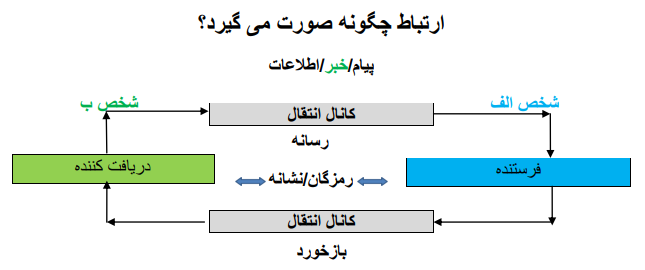 ارتباط چگونه صورت می گیرد؟
پیام/خبر/اطلاعات
شخص الف
شخص ب
کانال انتقال
رسانه
فرستنده
رمزگان/نشانه
دریافت کننده
کانال انتقال
بازخورد